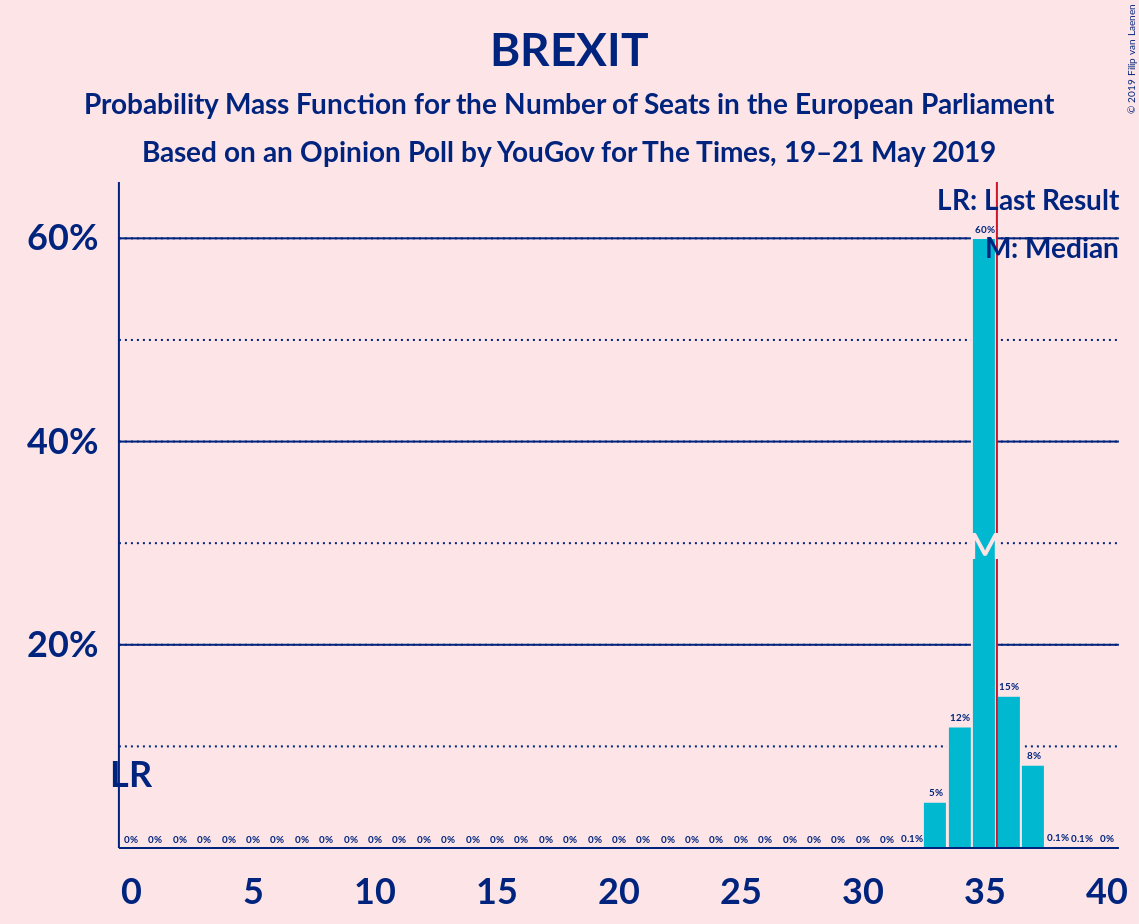 BREXIT
Probability Mass Function for the Number of Seats in the European Parliament
Based on an Opinion Poll by YouGov for The Times, 19–21 May 2019
© 2019 Filip van Laenen
LR: Last Result
M: Median
60%
40%
20%
60%
M
15%
12%
8%
5%
LR
0% 0% 0% 0% 0% 0% 0% 0% 0% 0% 0% 0% 0% 0% 0% 0% 0% 0% 0% 0% 0% 0% 0% 0% 0% 0% 0% 0% 0% 0% 0% 0% 0.1% 0.1% 0.1% 0%
0 5 10 15 20 25 30 35 40